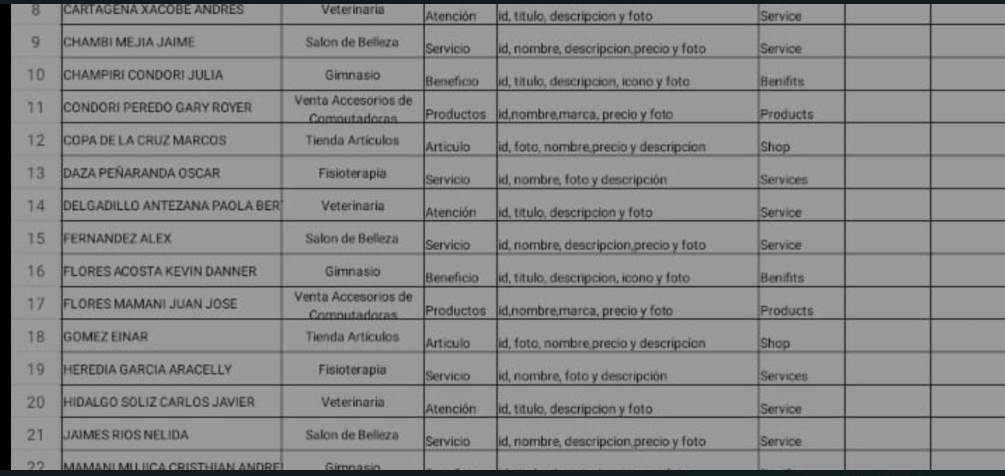 8 CARTAGENA XACOBE ANDRES Veterinaria Atención id, titulo, descripcion y foto Service
9 CHAMBI MEJIA JAIME Salon de Belleza Servicio id, nombre, descripcion,precio y foto Service
10 CHAMPIRI CONDORI JULIA Gimnasio Beneficio id, titulo, descripcion, icono y foto Benifits
11 CONDORI PEREDO GARY ROYER Venta Accesorios de Computadoras Productos id,nombre,marca, precio y foto Products
12 COPA DE LA CRUZ MARCOS Tienda Artículos Articulo id, foto, nombre,precio y descripcion Shop
13 DAZA PEÑARANDA OSCAR Fisioterapia Servicio id, nombre, foto y descripción Services
14 DELGADILLO ANTEZANA PAOLA BER Veterinaria Atención id, titulo, descripcion y foto Service
15 FERNANDEZ ALEX Salon de Belleza Servicio id, nombre, descripcion,precio y foto Service
16 FLORES ACOSTA KEVIN DANNER Gimnasio Beneficio id, titulo, descripcion, icono y foto Benifits
17 FLORES MAMANI JUAN JOSE Venta Accesorios de Computadoras Productos id,nombre,marca, precio y foto Products
18 GOMEZ EINAR Tienda Artículos Articulo id, foto, nombre,precio y descripcion Shop
19 HEREDIA GARCIA ARACELLY Fisioterapia Servicio id, nombre, foto y descripción Services
20 HIDALGO SOLIZ CARLOS JAVIER Veterinaria Atención id, titulo, descripcion y foto Service
21 JAIMES RIOS NELIDA Salon de Belleza Servicio id, nombre, descripcion,precio y foto Service
22 MAMANI MUJICA CRISTHIAN ANDRE Gimnasio